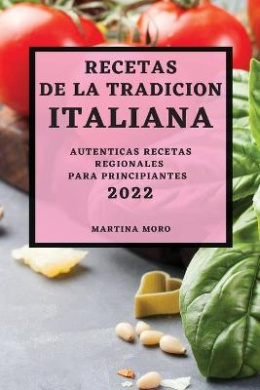 RECETAS
DE LA TRADICION
ITALIANA
AUTENTICAS RECETAS
REGIONALES
PARA PRINCIPIANTES
2022
MARTINA MORO